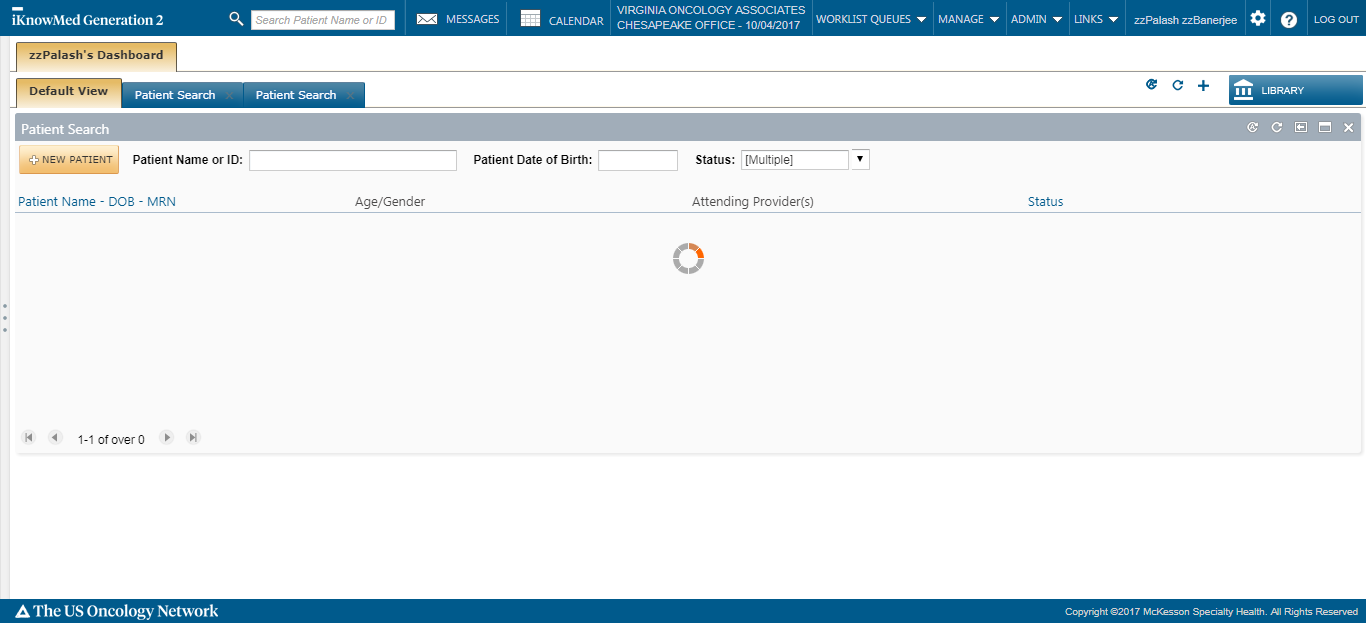 iKnowMed Generation 2
Search Patient Name or ID
MESSAGES
CALENDAR
VIRGINIA ONCOLOGY ASSOCIATES
CHESAPEAKE OFFICE - 10/04/2017
WORKLIST QUEUES
MANAGE
ADMIN
LINKS
zzPalash zzBanerjee
LOG OUT
zzPalash's Dashboard
Default View
Patient Search
Patient Search
LIBRARY
Patient Search
NEW PATIENT
Patient Name or ID:
Patient Date of Birth:
Status:
[Multiple]
Patient Name - DOB - MRN
Age/Gender
Attending Provider(s)
Status
1-1 of over 0
The US Oncology Network
Copyright ©2017 McKesson Specialty Health. All Rights Reserved